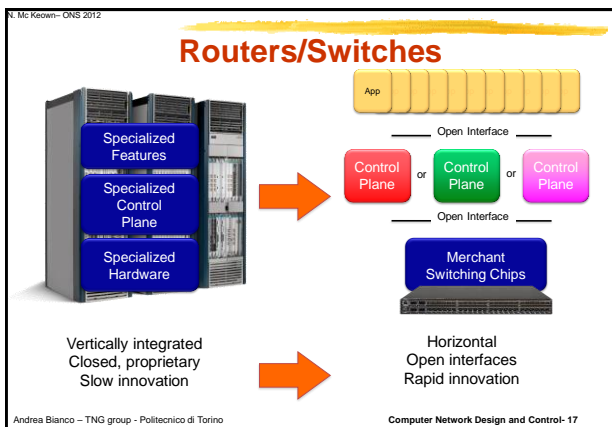 N. Mc Keown– ONS 2012
Routers/Switches
Specialized
Features
Specialized
Control
Plane
Specialized
Hardware
App
Open Interface
Control
Plane
or
Control
Plane
or
Control
Plane
Open Interface
Merchant
Switching Chips
Vertically integrated
Closed, proprietary
Slow innovation
Horizontal
Open interfaces
Rapid innovation
Andrea Bianco – TNG group - Politecnico di Torino
Computer Network Design and Control- 17